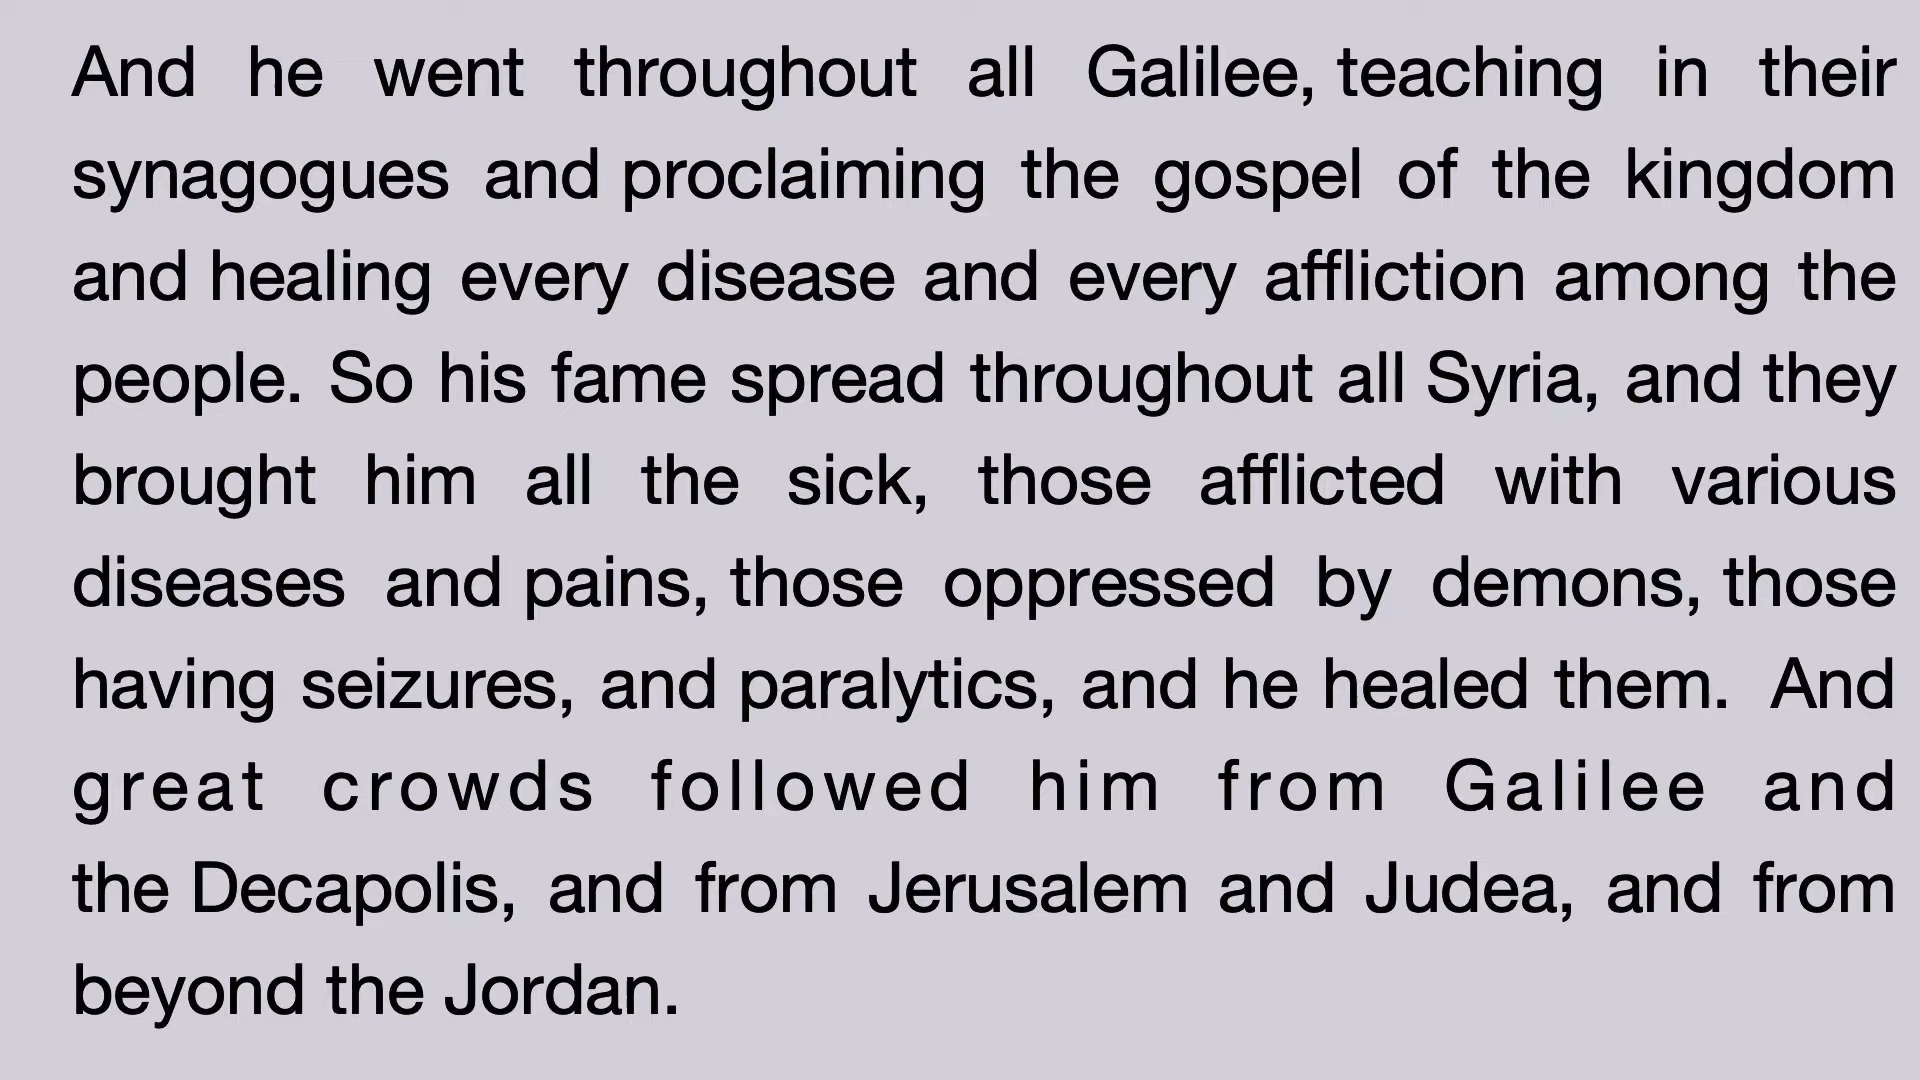 And he went throughout all Galilee, teaching in their
synagogues and proclaiming the gospel of the kingdom
and healing every disease and every affliction among the
people. So his fame spread throughout all Syria, and they
brought him all the sick, those afflicted with various
diseases and pains, those oppressed by demons, those
having seizures, and paralytics, and he healed them. And
great crowds followed him from Galilee and
the Decapolis, and from Jerusalem and Judea, and from
beyond the Jordan.